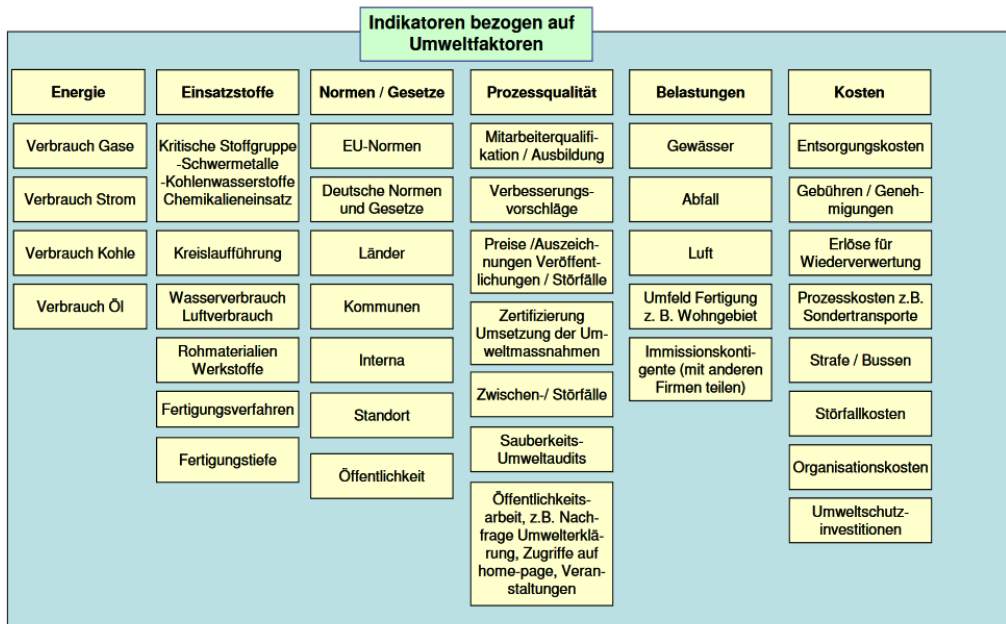 Indikatoren bezogen auf
Umweltfaktoren
Energie
Verbrauch Gase
Verbrauch Strom
Verbrauch Kohle
Verbrauch Öl
Einsatzstoffe
Kritische Stoffgruppe
-Schwermetalle
-Kohlenwasserstoffe
Chemikalieneinsatz
Kreislaufführung
Wasserverbrauch
Luftverbrauch
Rohmaterialien
Werkstoffe
Fertigungsverfahren
Fertigungstiefe
Normen / Gesetze
EU-Normen
Deutsche Normen
und Gesetze
Länder
Kommunen
Interna
Standort
Öffentlichkeit
Prozessqualität
Mitarbeiterqualifi-
kation / Ausbildung
Verbesserungs-
vorschläge
Preise /Auszeich-
nungen Veröffent-
lichungen / Störfälle
Zertifizierung
Umsetzung der Um-
weltmassnahmen
Zwischen-/ Störfälle
Sauberkeits-
Umweltaudits
Öffentlichkeits-
arbeit, z.B. Nach-
frage Umwelterklä-
rung, Zugriffe auf
home-page, Veran-
staltungen
Belastungen
Gewässer
Abfall
Luft
Umfeld Fertigung
z. B. Wohngebiet
Immissionskonti-
gente (mit anderen
Firmen teilen)
Kosten
Entsorgungskosten
Gebühren / Geneh-
migungen
Erlöse für
Wiederverwertung
Prozesskosten z.B.
Sondertransporte
Strafe / Bussen
Störfallkosten
Organisationskosten
Umweltschutz-
investitionen